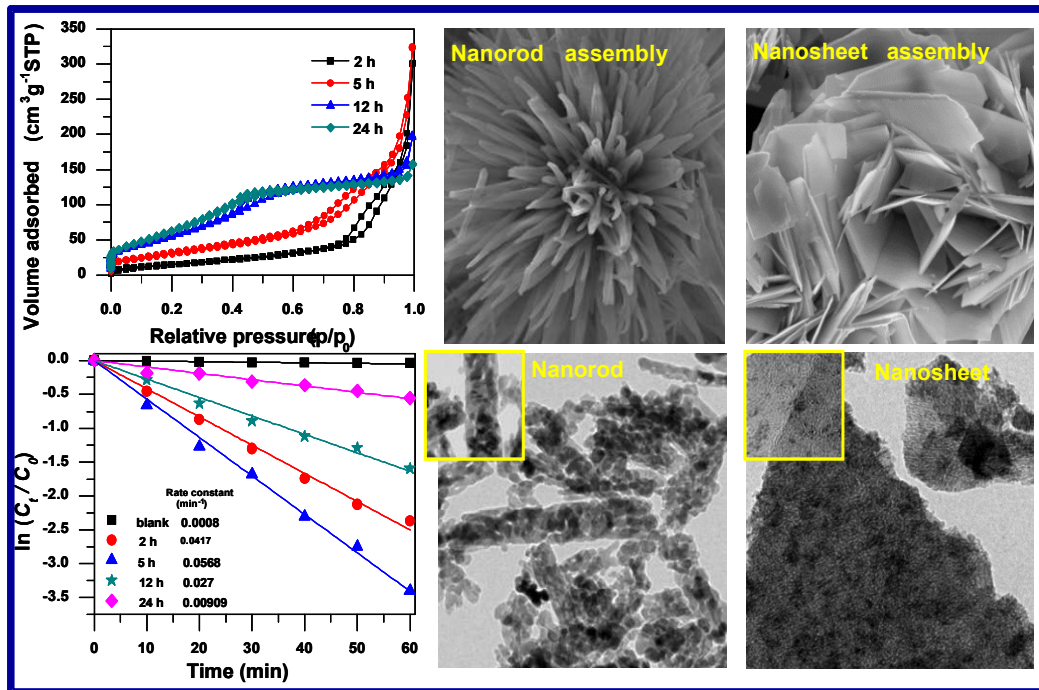 350
300
250
200
150
100
50
0
Volume adsorbed (cm³g⁻¹STP)
2 h
5 h
12 h
24 h
0.0 0.2 0.4 0.6 0.8 1.0
Relative pressure(p/p₀)
Nanorod assembly
Nanosheet assembly
0.0
-0.5
-1.0
-1.5
-2.0
-2.5
-3.0
-3.5
ln (Cₜ / C₀)
Rate constant
(min⁻¹)
blank 0.0008
2 h 0.0417
5 h 0.0568
12 h 0.027
24 h 0.00909
0 10 20 30 40 50 60
Time (min)
Nanorod
Nanosheet